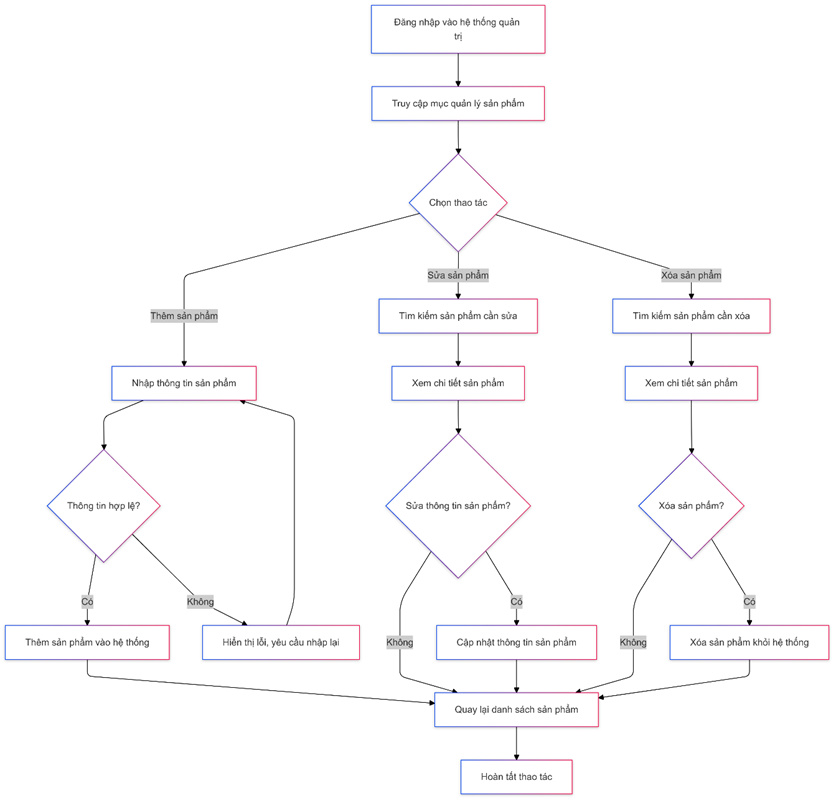 Đăng nhập vào hệ thống quản
trị
Truy cập mục quản lý sản phẩm
Chọn thao tác
Sửa sản phẩm
Xóa sản phẩm
Thêm sản phẩm
Tìm kiếm sản phẩm cần sửa
Tìm kiếm sản phẩm cần xóa
Nhập thông tin sản phẩm
Xem chi tiết sản phẩm
Xem chi tiết sản phẩm
Thông tin hợp lệ?
Sửa thông tin sản phẩm?
Xóa sản phẩm?
Có
Không
Có
Có
Thêm sản phẩm vào hệ thống
Hiển thị lỗi, yêu cầu nhập lại
Không
Cập nhật thông tin sản phẩm
Không
Xóa sản phẩm khỏi hệ thống
Quay lại danh sách sản phẩm
Hoàn tất thao tác